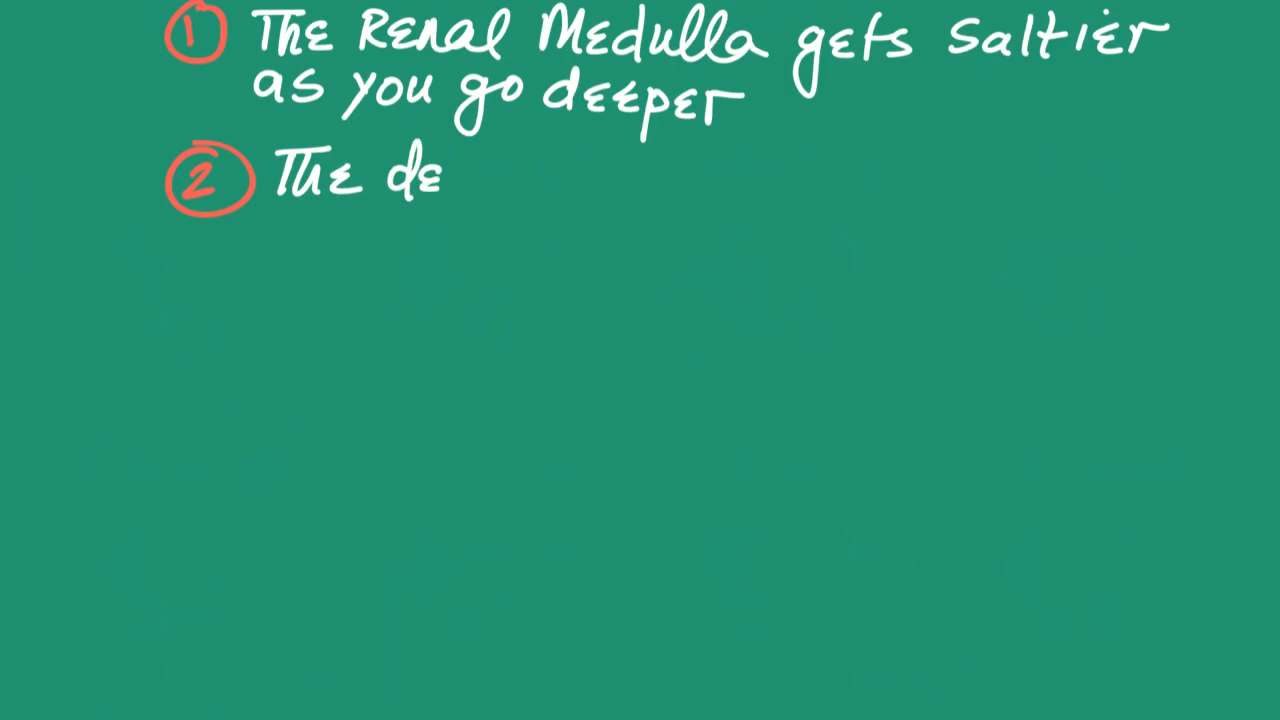 ① The Renal Medulla gets saltier
as you go deeper
② The de